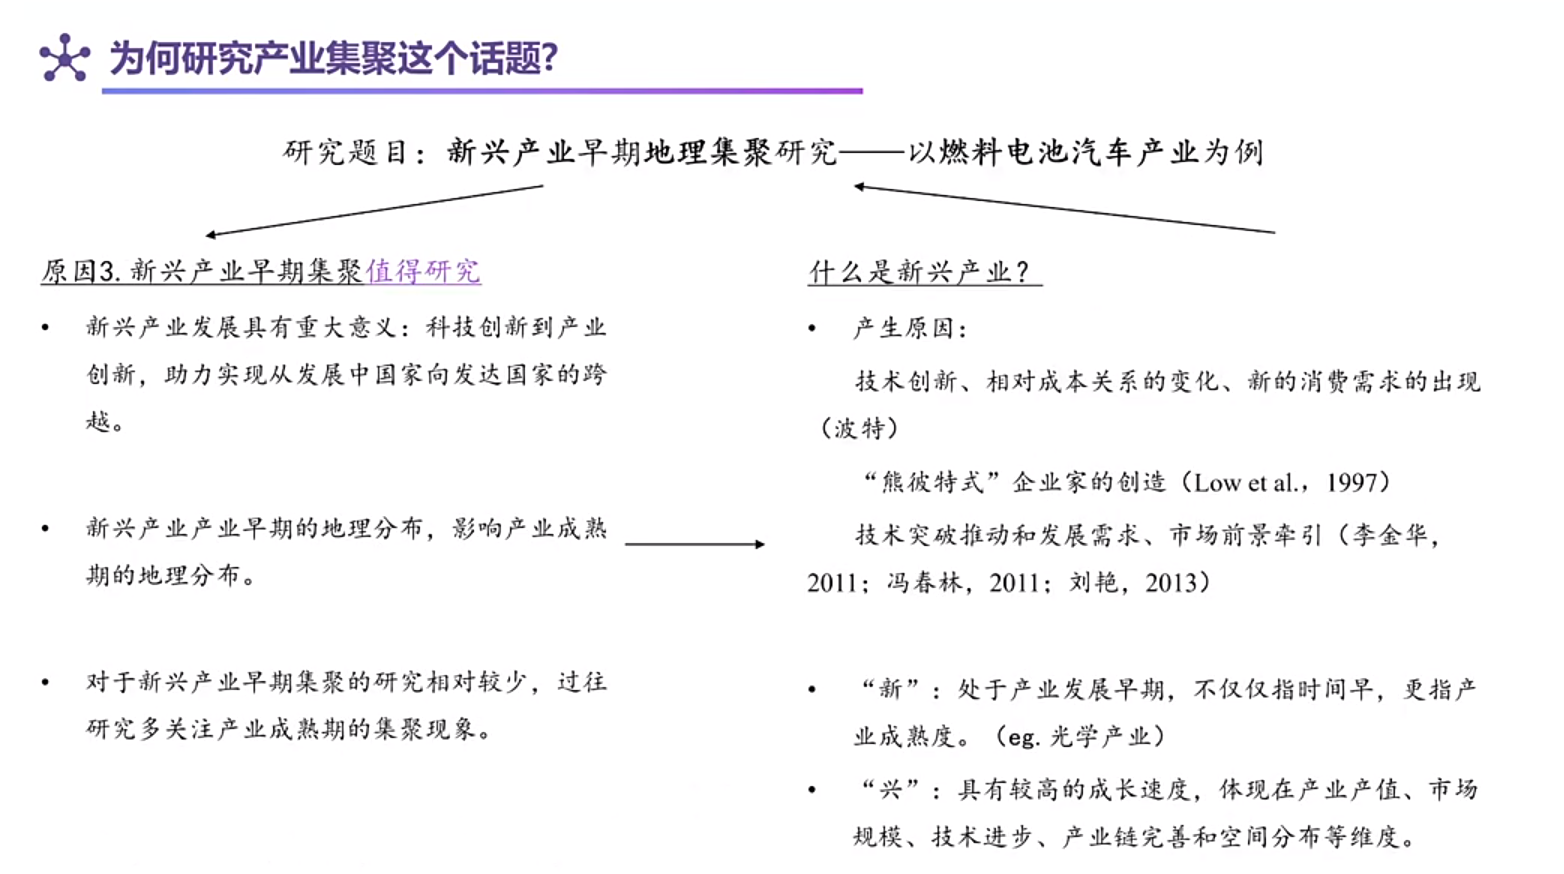 为何研究产业集聚这个话题?
研究题目：新兴产业早期地理集聚研究——以燃料电池汽车产业为例
原因3.新兴产业早期集聚值得研究
• 新兴产业发展具有重大意义：科技创新到产业
创新，助力实现从发展中国家向发达国家的跨
越。
• 新兴产业产业早期的地理分布，影响产业成熟
期的地理分布。
• 对于新兴产业早期集聚的研究相对较少，过往
研究多关注产业成熟期的集聚现象。
什么是新兴产业？
• 产生原因：
技术创新、相对成本关系的变化、新的消费需求的出现
（波特）
“熊彼特式”企业家的创造（Low et al.，1997）
技术突破推动和发展需求、市场前景牵引（李金华，
2011；冯春林，2011；刘艳，2013）
• “新”：处于产业发展早期，不仅仅指时间早，更指产
业成熟度。（eg.光学产业）
• “兴”：具有较高的成长速度，体现在产业产值、市场
规模、技术进步、产业链完善和空间分布等维度。